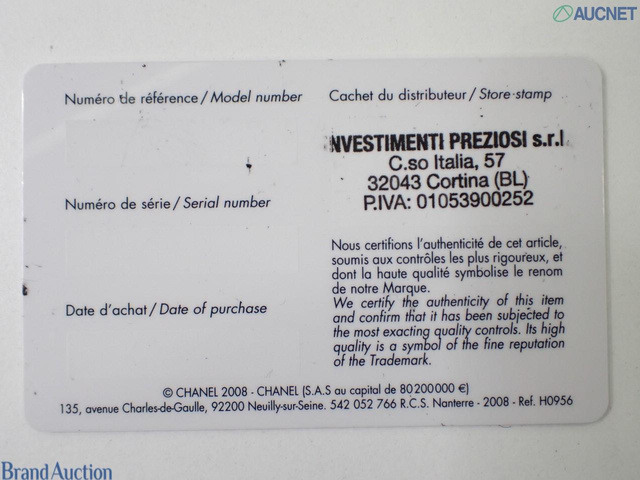 AUCNET
Numéro de référence / Model number
Cachet du distributeur / Store stamp
NVESTIMENTI PREZIOSI s.r.l
C.so Italia, 57
32043 Cortina (BL)
P.IVA: 01053900252
Numéro de série / Serial number
Nous certifions l'authenticité de cet article,
soumis aux contrôles les plus rigoureux, et
dont la haute qualité symbolise le renom
de notre Marque.
We certify the authenticity of this item
and confirm that it has been subjected to
the most exacting quality controls. Its high
quality is a symbol of the fine reputation
of the Trademark.
Date d'achat / Date of purchase
© CHANEL 2008 - CHANEL (S.A.S au capital de 80 200 000 €)
135, avenue Charles-de-Gaulle, 92200 Neuilly-sur-Seine. 542 052 766 R.C.S. Nanterre - 2008 - Ref. H0956
Brand Auction